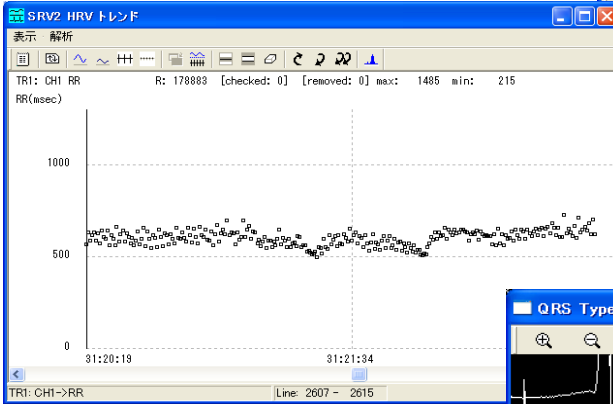 SRV2 HRV トレンド
表示 解析
TR1: CH1 RR R: 178883 [checked: 0] [removed: 0] max: 1485 min: 215
RR(msec)
1000
500
0
31:20:19 31:21:34
QRS Type
TR1: CH1->RR Line: 2607 - 2615